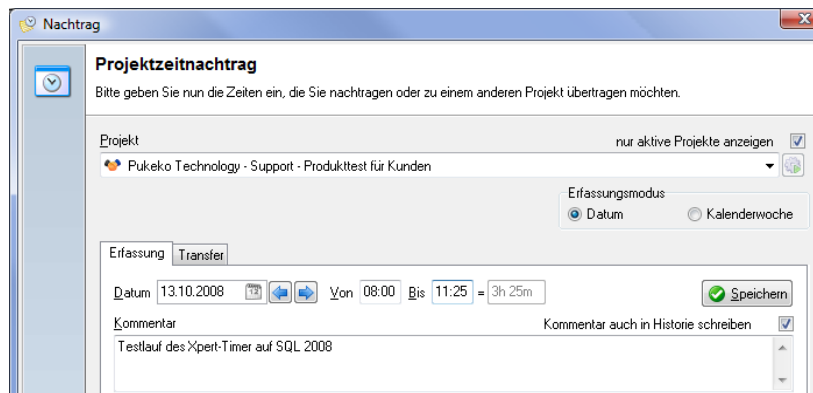 Nachtrag
Projektzeitnachtrag
Bitte geben Sie nun die Zeiten ein, die Sie nachtragen oder zu einem anderen Projekt übertragen möchten.
Projekt nur aktive Projekte anzeigen
Pukeko Technology - Support - Produkttest für Kunden
Erfassungsmodus
Datum Kalenderwoche
Erfassung Transfer
Datum 13.10.2008 12 Von 08:00 Bis 11:25 = 3h 25m Speichern
Kommentar Kommentar auch in Historie schreiben
Testlauf des Xpert-Timer auf SQL 2008